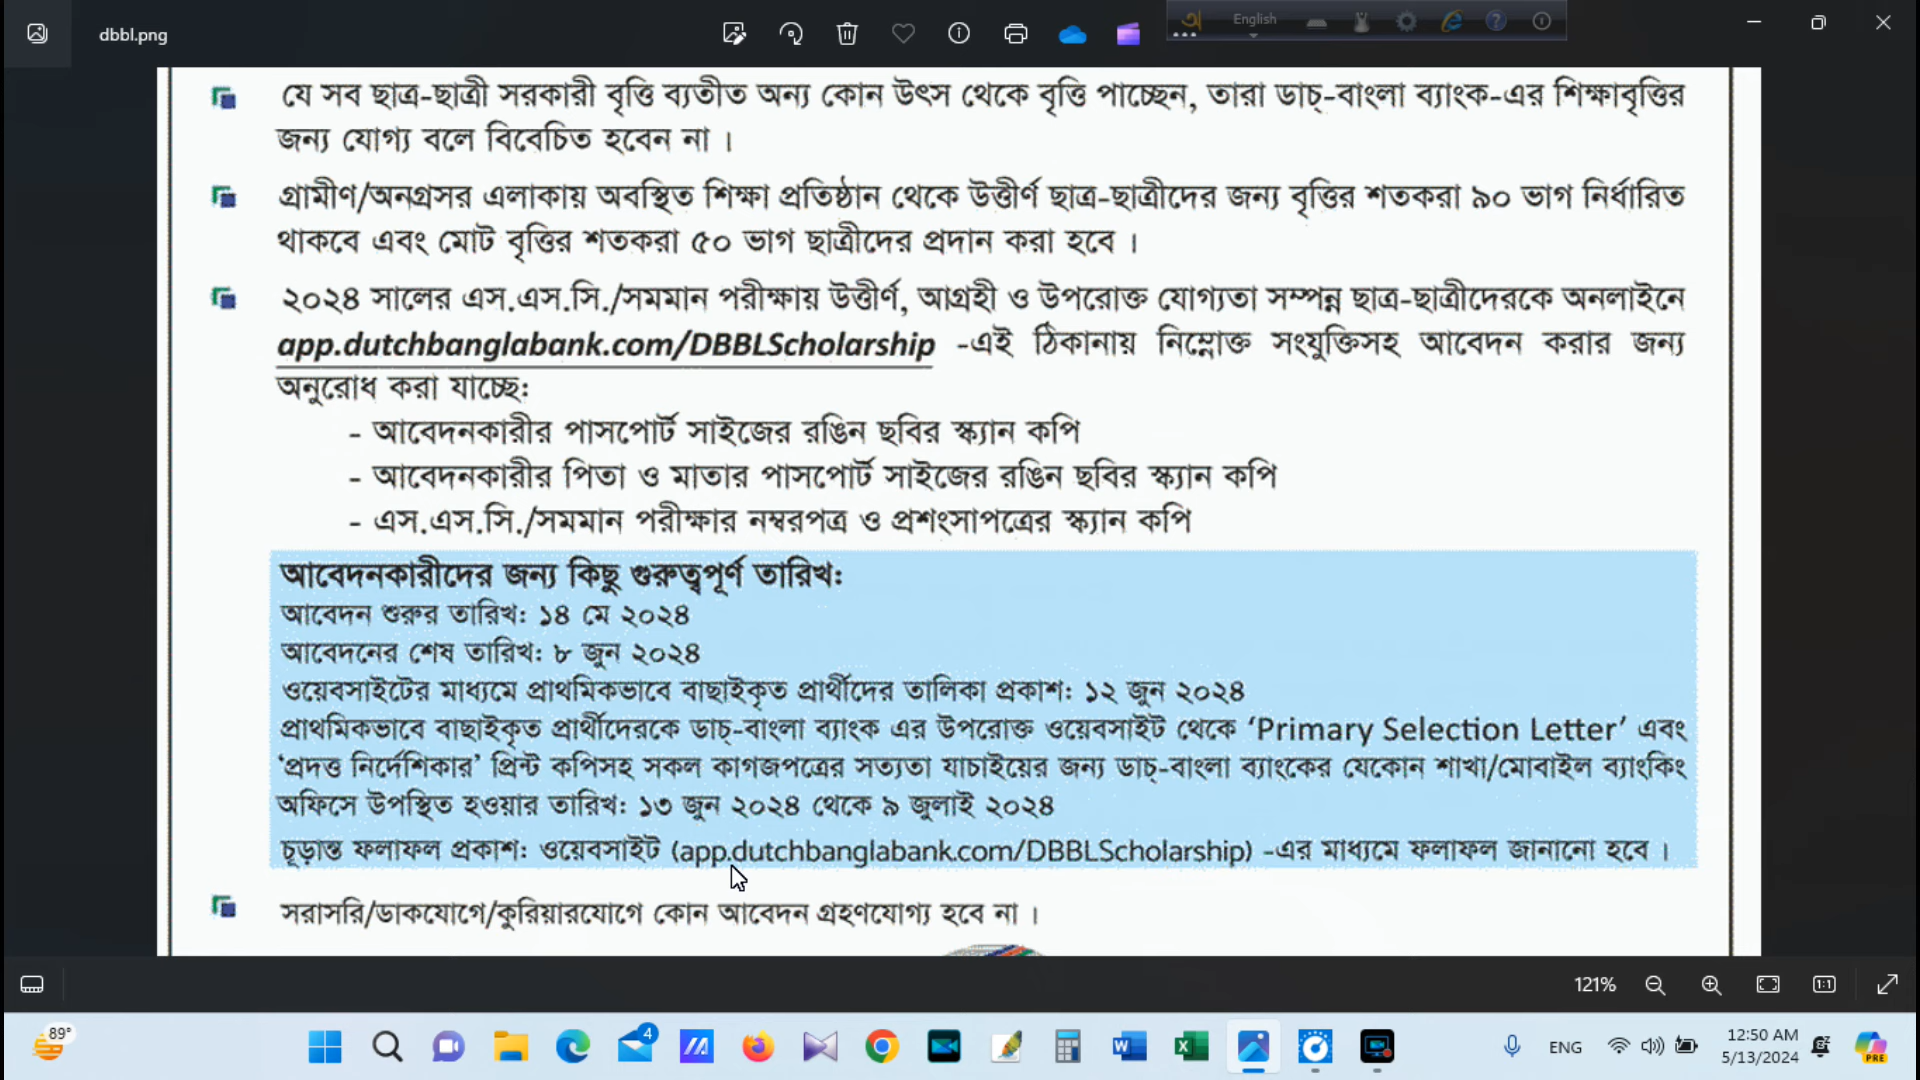 dbbl.png
English
যে সব ছাত্র-ছাত্রী সরকারী বৃত্তি ব্যতীত অন্য কোন উৎস থেকে বৃত্তি পাচ্ছেন, তারা ডাচ্-বাংলা ব্যাংক-এর শিক্ষাবৃত্তির
জন্য যোগ্য বলে বিবেচিত হবেন না ।
গ্রামীণ/অনগ্রসর এলাকায় অবস্থিত শিক্ষা প্রতিষ্ঠান থেকে উত্তীর্ণ ছাত্র-ছাত্রীদের জন্য বৃত্তির শতকরা ৯০ ভাগ নির্ধারিত
থাকবে এবং মোট বৃত্তির শতকরা ৫০ ভাগ ছাত্রীদের প্রদান করা হবে ।
২০২৪ সালের এস.এস.সি./সমমান পরীক্ষায় উত্তীর্ণ, আগ্রহী ও উপরোক্ত যোগ্যতা সম্পন্ন ছাত্র-ছাত্রীদেরকে অনলাইনে
app.dutchbanglabank.com/DBBLScholarship -এই ঠিকানায় নিম্নোক্ত সংযুক্তিসহ আবেদন করার জন্য
অনুরোধ করা যাচ্ছে:
- আবেদনকারীর পাসপোর্ট সাইজের রঙিন ছবির স্ক্যান কপি
- আবেদনকারীর পিতা ও মাতার পাসপোর্ট সাইজের রঙিন ছবির স্ক্যান কপি
- এস.এস.সি./সমমান পরীক্ষার নম্বরপত্র ও প্রশংসাপত্রের স্ক্যান কপি
আবেদনকারীদের জন্য কিছু গুরুত্বপূর্ণ তারিখ:
আবেদন শুরুর তারিখ: ১৪ মে ২০২৪
আবেদনের শেষ তারিখ: ৮ জুন ২০২৪
ওয়েবসাইটের মাধ্যমে প্রাথমিকভাবে বাছাইকৃত প্রার্থীদের তালিকা প্রকাশ: ১২ জুন ২০২৪
প্রাথমিকভাবে বাছাইকৃত প্রার্থীদেরকে ডাচ্-বাংলা ব্যাংক এর উপরোক্ত ওয়েবসাইট থেকে ‘Primary Selection Letter’ এবং
‘প্রদত্ত নির্দেশিকার’ প্রিন্ট কপিসহ সকল কাগজপত্রের সত্যতা যাচাইয়ের জন্য ডাচ্-বাংলা ব্যাংকের যেকোন শাখা/মোবাইল ব্যাংকিং
অফিসে উপস্থিত হওয়ার তারিখ: ১৩ জুন ২০২৪ থেকে ৯ জুলাই ২০২৪
চূড়ান্ত ফলাফল প্রকাশ: ওয়েবসাইট (app.dutchbanglabank.com/DBBLScholarship) -এর মাধ্যমে ফলাফল জানানো হবে ।
সরাসরি/ডাকযোগে/কুরিয়ারযোগে কোন আবেদন গ্রহণযোগ্য হবে না ।
121%
1:1
89°
4
ENG
12:50 AM
5/13/2024
PRE